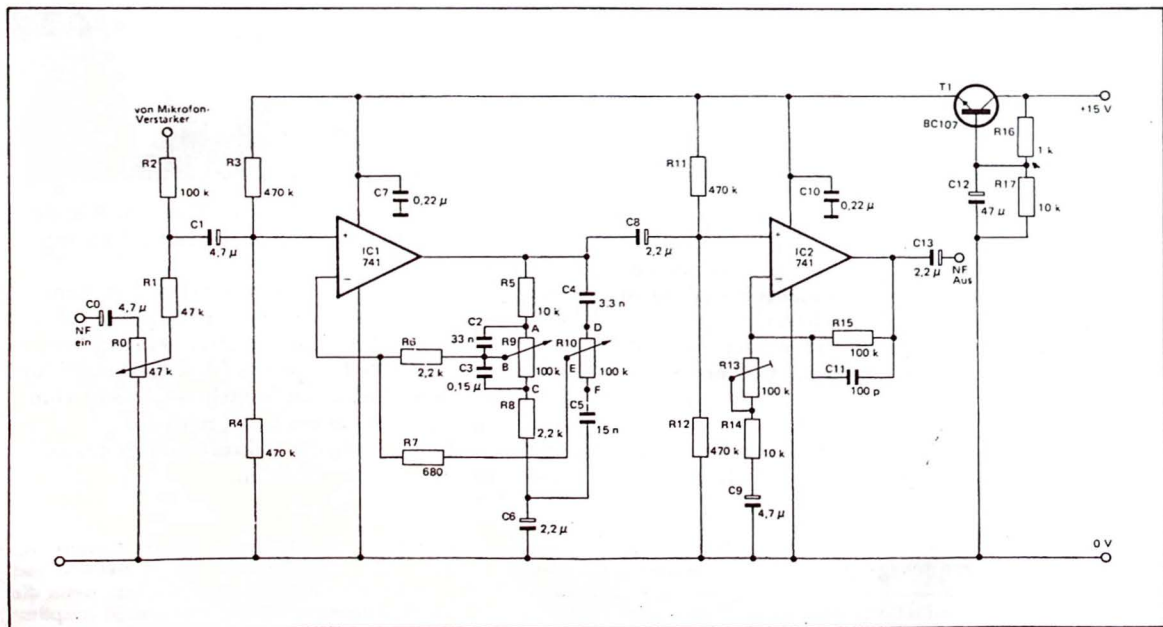 von Mikrofon-
Verstarker
R2
100 k
R3
470 k
C1
4,7 µ
R1
47 k
C0
4,7 µ
NF
ein
R0
47 k
R4
470 k
C7
0,22 µ
+
−
IC1
741
R5
10 k
C4
3.3 n
C2
33 n
A
R9
100k
B
C3
0,15 µ
C
R6
2,2 k
D
R10
100 k
E
F
R8
2,2 k
C5
15 n
R7
680
C6
2,2 µ
C8
2,2 µ
R11
470 k
R12
470 k
C10
0,22 µ
+
−
IC2
741
R15
100 k
C11
100 p
R13
100 k
R14
10 k
C9
4,7 µ
C13
2,2 µ
NF
Aus
T1
BC107
+15 V
R16
1 k
C12
47 µ
R17
10 k
0 V